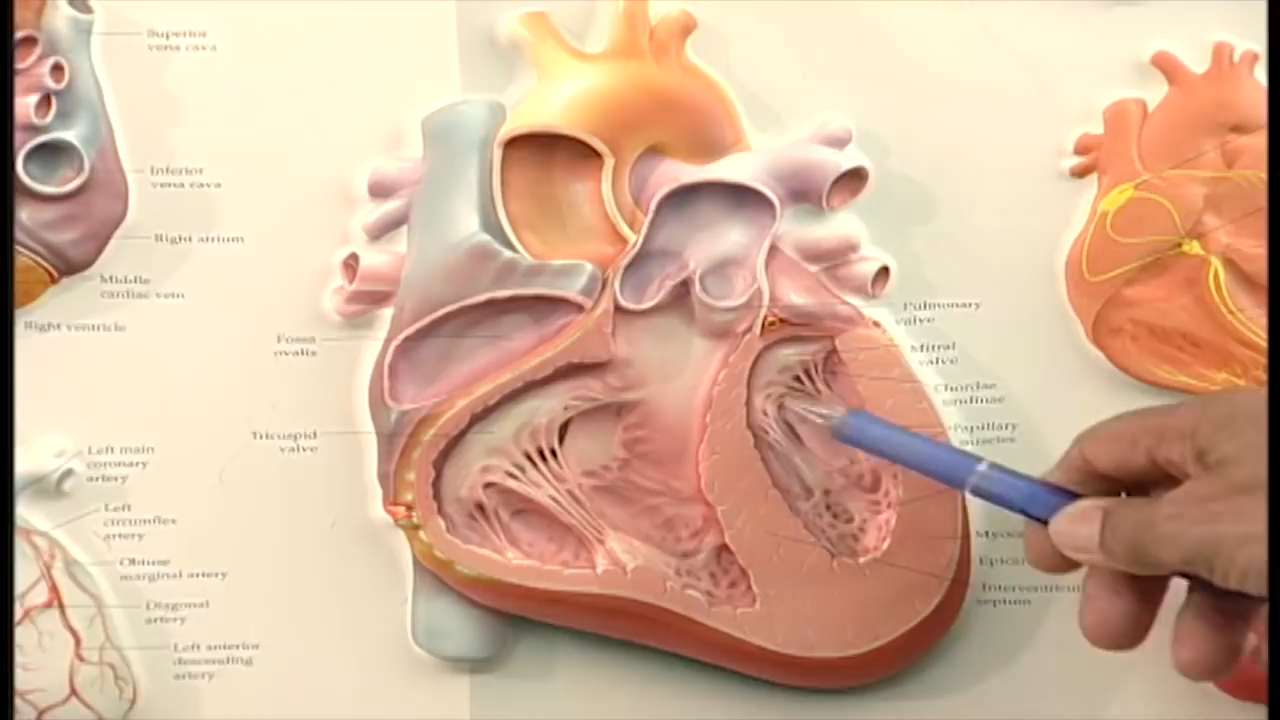 Superior
vena cava
Inferior
vena cava
Right atrium
Middle
cardiac vein
Right ventricle
Fossa
ovalis
Tricuspid
valve
Left main
coronary
artery
Left
circumflex
artery
Obtuse
marginal artery
Diagonal
artery
Left anterior
descending
artery
Pulmonary
valve
Mitral
valve
Chordae
tendinae
Papillary
muscles
septum